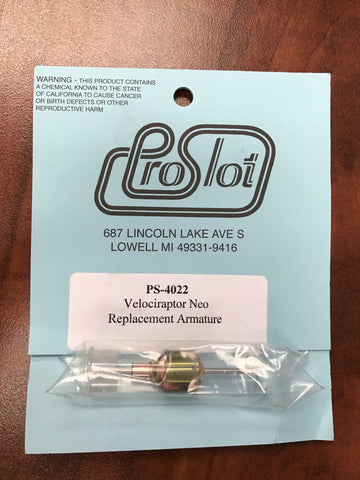 WARNING - THIS PRODUCT CONTAINS
A CHEMICAL KNOWN TO THE STATE
OF CALIFORNIA TO CAUSE CANCER
OR BIRTH DEFECTS OR OTHER
REPRODUCTIVE HARM
ProSlot
687 LINCOLN LAKE AVE S
LOWELL MI 49331-9416
PS-4022
Velociraptor Neo
Replacement Armature